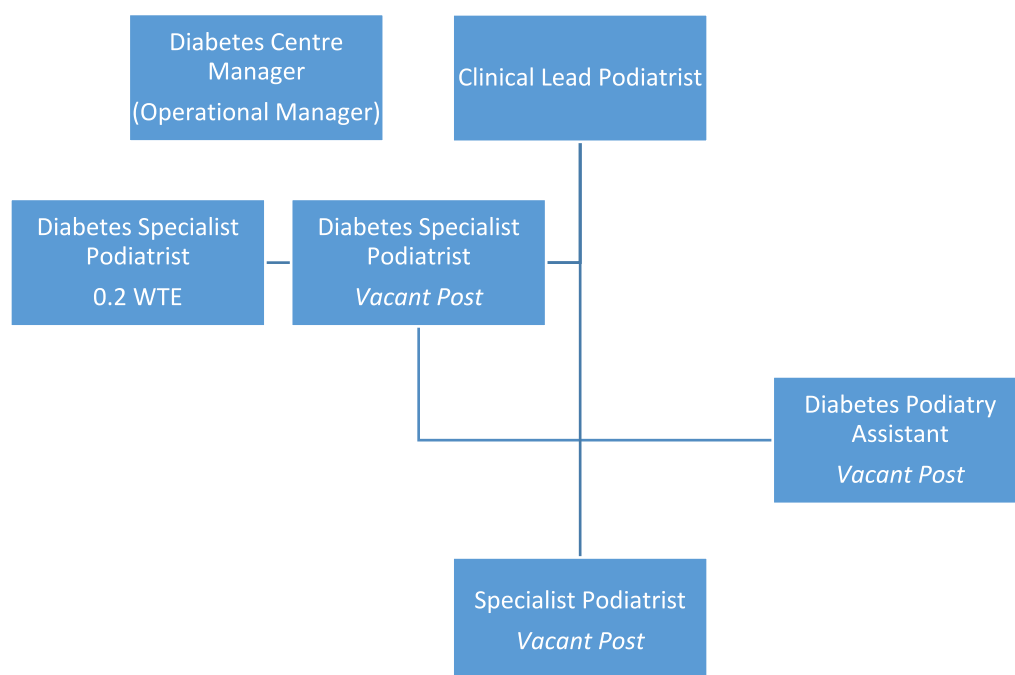 Diabetes Centre
Manager
(Operational Manager)
Clinical Lead Podiatrist
Diabetes Specialist
Podiatrist
0.2 WTE
Diabetes Specialist
Podiatrist
Vacant Post
Diabetes Podiatry
Assistant
Vacant Post
Specialist Podiatrist
Vacant Post